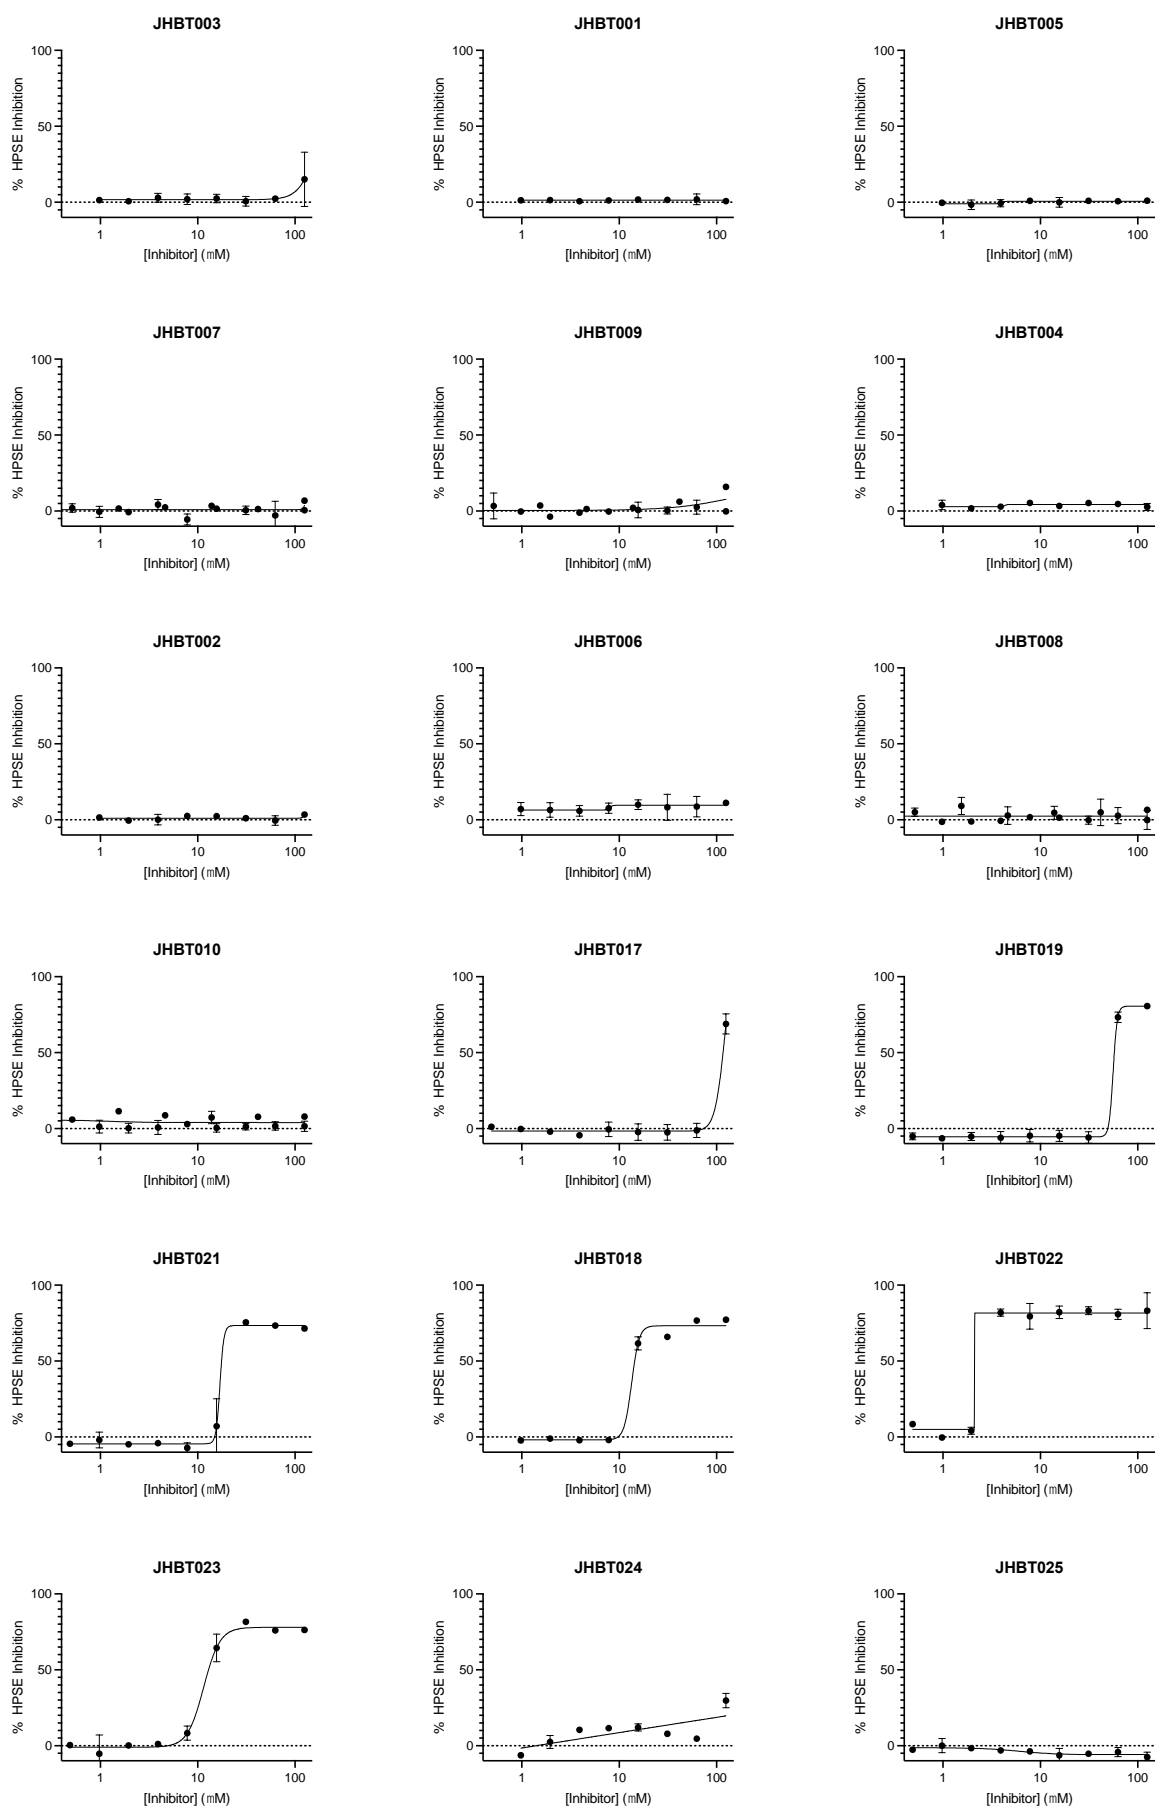 JHBT003
100
50
0
% HPSE Inhibition
1 10 100
[Inhibitor] (mM)
JHBT001
100
50
0
% HPSE Inhibition
1 10 100
[Inhibitor] (mM)
JHBT005
100
50
0
% HPSE Inhibition
1 10 100
[Inhibitor] (mM)
JHBT007
100
50
0
% HPSE Inhibition
1 10 100
[Inhibitor] (mM)
JHBT009
100
50
0
% HPSE Inhibition
1 10 100
[Inhibitor] (mM)
JHBT004
100
50
0
% HPSE Inhibition
1 10 100
[Inhibitor] (mM)
JHBT002
100
50
0
% HPSE Inhibition
1 10 100
[Inhibitor] (mM)
JHBT006
100
50
0
% HPSE Inhibition
1 10 100
[Inhibitor] (mM)
JHBT008
100
50
0
% HPSE Inhibition
1 10 100
[Inhibitor] (mM)
JHBT010
100
50
0
% HPSE Inhibition
1 10 100
[Inhibitor] (mM)
JHBT017
100
50
0
% HPSE Inhibition
1 10 100
[Inhibitor] (mM)
JHBT019
100
50
0
% HPSE Inhibition
1 10 100
[Inhibitor] (mM)
JHBT021
100
50
0
% HPSE Inhibition
1 10 100
[Inhibitor] (mM)
JHBT018
100
50
0
% HPSE Inhibition
1 10 100
[Inhibitor] (mM)
JHBT022
100
50
0
% HPSE Inhibition
1 10 100
[Inhibitor] (mM)
JHBT023
100
50
0
% HPSE Inhibition
1 10 100
[Inhibitor] (mM)
JHBT024
100
50
0
% HPSE Inhibition
1 10 100
[Inhibitor] (mM)
JHBT025
100
50
0
% HPSE Inhibition
1 10 100
[Inhibitor] (mM)